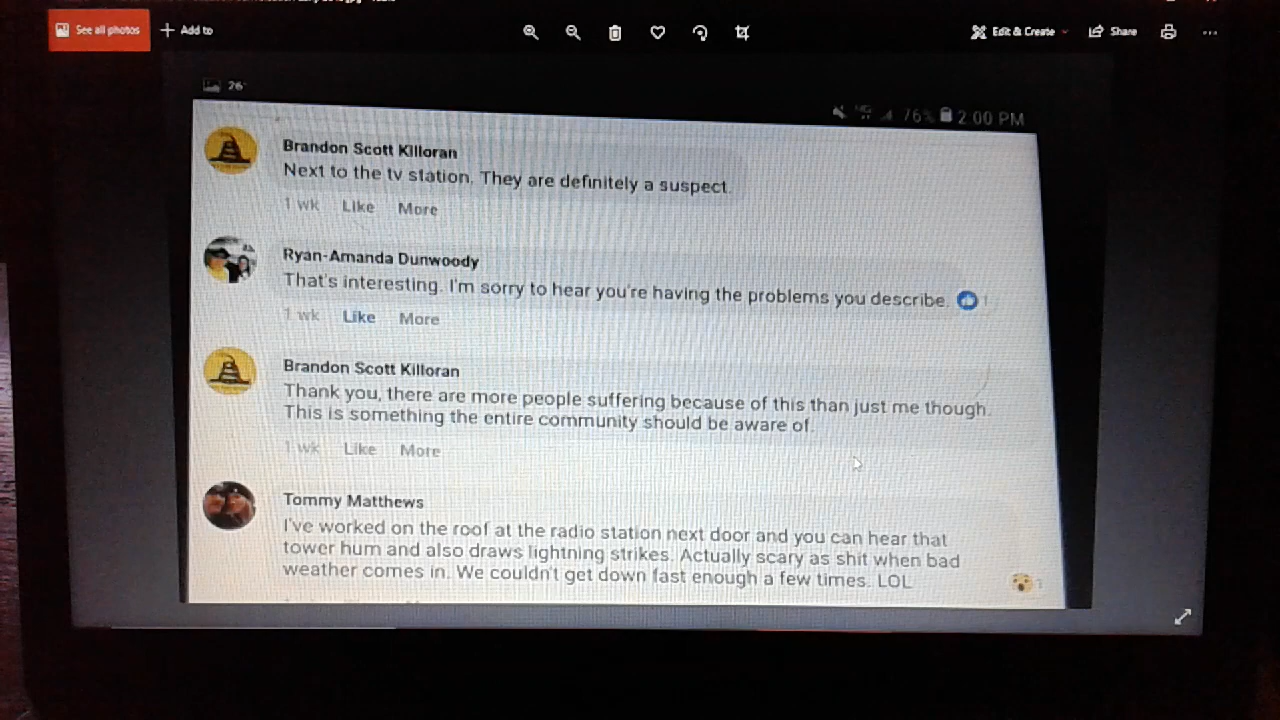 See all photos
Add to
Edit & Create
Share
26
76% 2:00 PM
Brandon Scott Killoran
Next to the tv station. They are definitely a suspect.
1 wk Like More
Ryan-Amanda Dunwoody
That's interesting. I'm sorry to hear you're having the problems you describe. 1
1 wk Like More
Brandon Scott Killoran
Thank you, there are more people suffering because of this than just me though.
This is something the entire community should be aware of.
1 wk Like More
Tommy Matthews
I've worked on the roof at the radio station next door and you can hear that
tower hum and also draws lightning strikes. Actually scary as shit when bad
weather comes in. We couldn't get down fast enough a few times. LOL
1